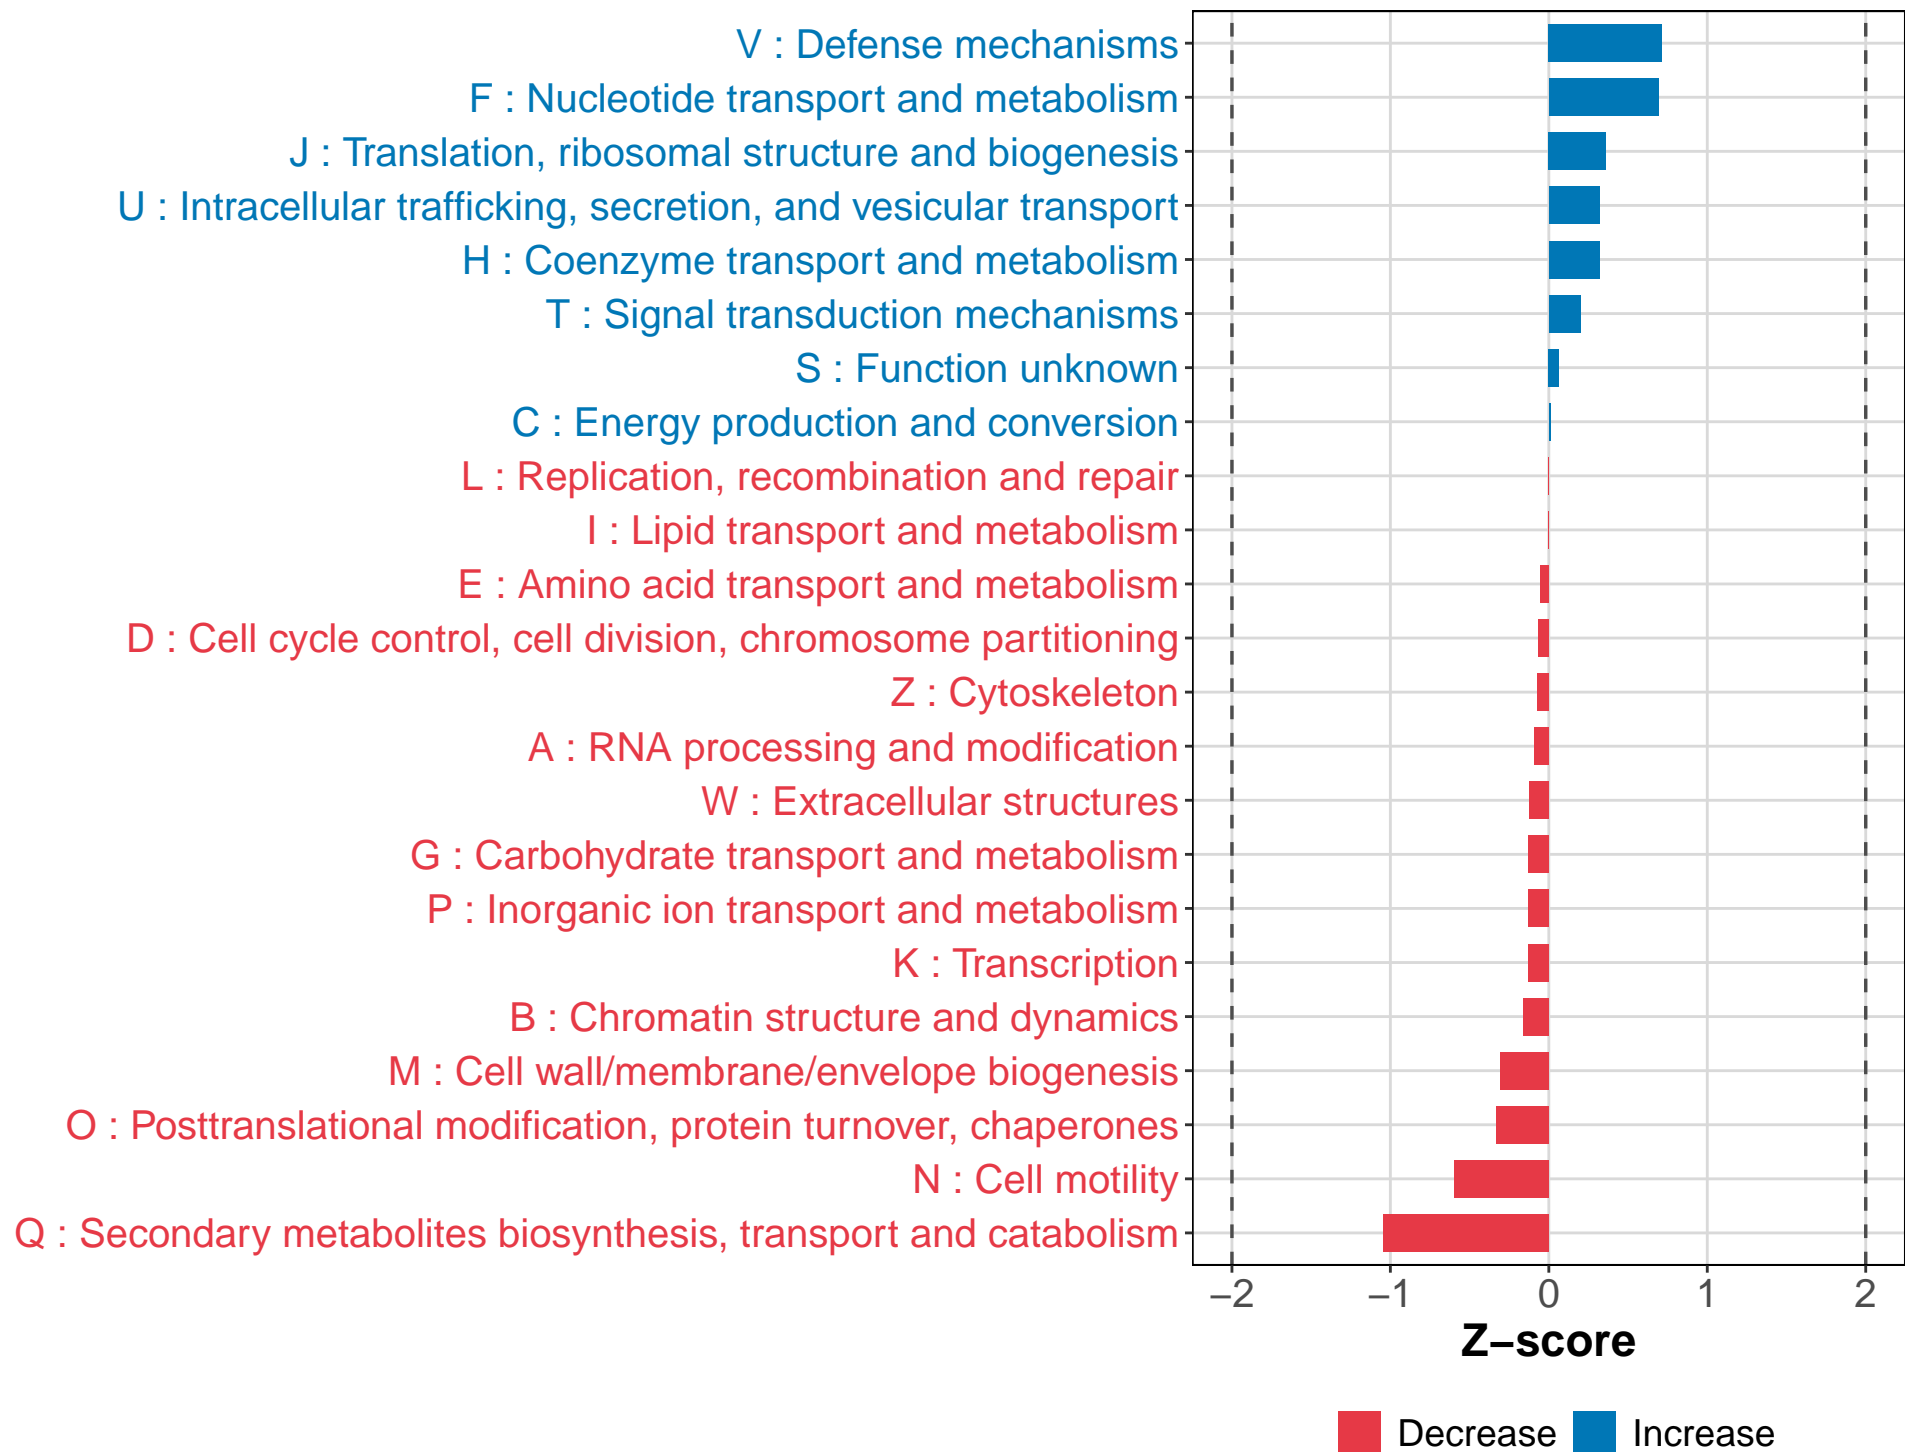 V : Defense mechanisms
F : Nucleotide transport and metabolism
J : Translation, ribosomal structure and biogenesis
U : Intracellular trafficking, secretion, and vesicular transport
H : Coenzyme transport and metabolism
T : Signal transduction mechanisms
S : Function unknown
C : Energy production and conversion
L : Replication, recombination and repair
I : Lipid transport and metabolism
E : Amino acid transport and metabolism
D : Cell cycle control, cell division, chromosome partitioning
Z : Cytoskeleton
A : RNA processing and modification
W : Extracellular structures
G : Carbohydrate transport and metabolism
P : Inorganic ion transport and metabolism
K : Transcription
B : Chromatin structure and dynamics
M : Cell wall/membrane/envelope biogenesis
O : Posttranslational modification, protein turnover, chaperones
N : Cell motility
Q : Secondary metabolites biosynthesis, transport and catabolism
−2 −1 0 1 2
Z−score
Decrease Increase